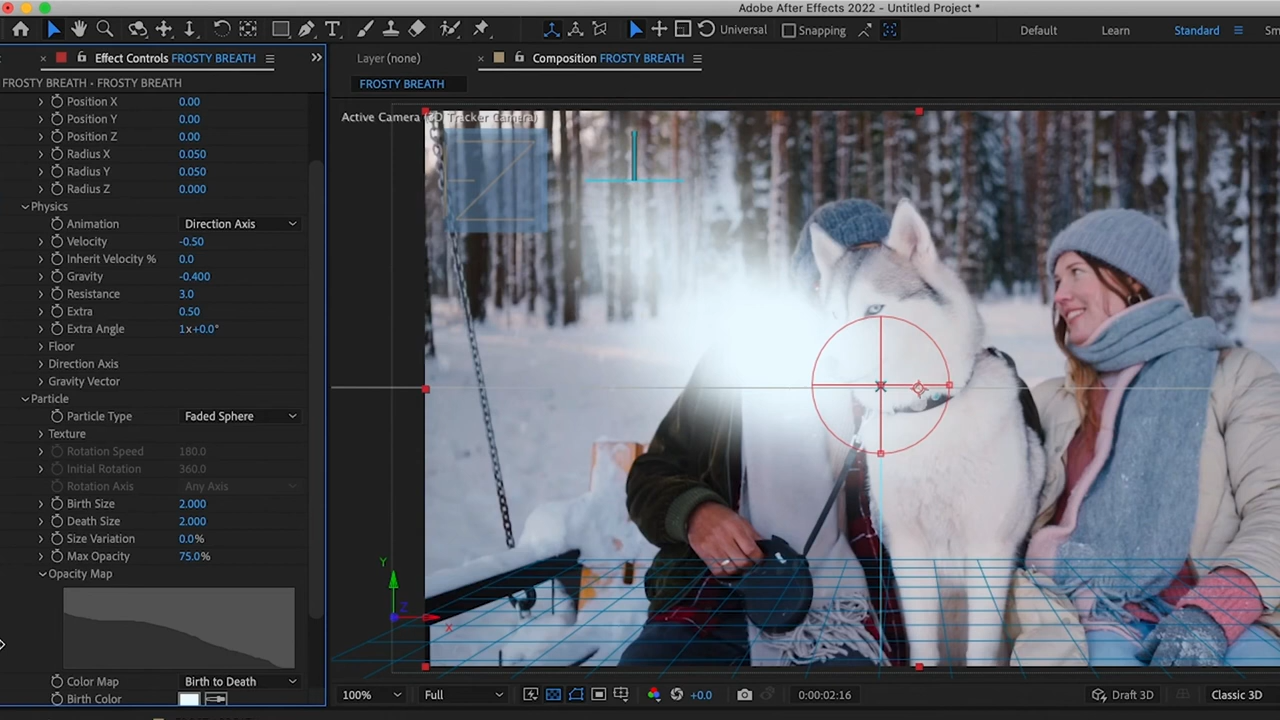 Adobe After Effects 2022 - Untitled Project *
Universal
Snapping
Default
Learn
Standard
Sm
Effect Controls FROSTY BREATH
FROSTY BREATH • FROSTY BREATH
Position X 0.00
Position Y 0.00
Position Z 0.00
Radius X 0.050
Radius Y 0.050
Radius Z 0.000
Physics
Animation Direction Axis
Velocity -0.50
Inherit Velocity % 0.0
Gravity -0.400
Resistance 3.0
Extra 0.50
Extra Angle 1x+0.0°
Floor
Direction Axis
Gravity Vector
Particle
Particle Type Faded Sphere
Texture
Rotation Speed 180.0
Initial Rotation 360.0
Rotation Axis Any Axis
Birth Size 2.000
Death Size 2.000
Size Variation 0.0%
Max Opacity 75.0%
Opacity Map
Color Map Birth to Death
Birth Color
Layer (none)
Composition FROSTY BREATH
FROSTY BREATH
Active Camera (3D Tracker Camera)
Y
Z
X
100%
Full
+0.0
0:00:02:16
Draft 3D
Classic 3D